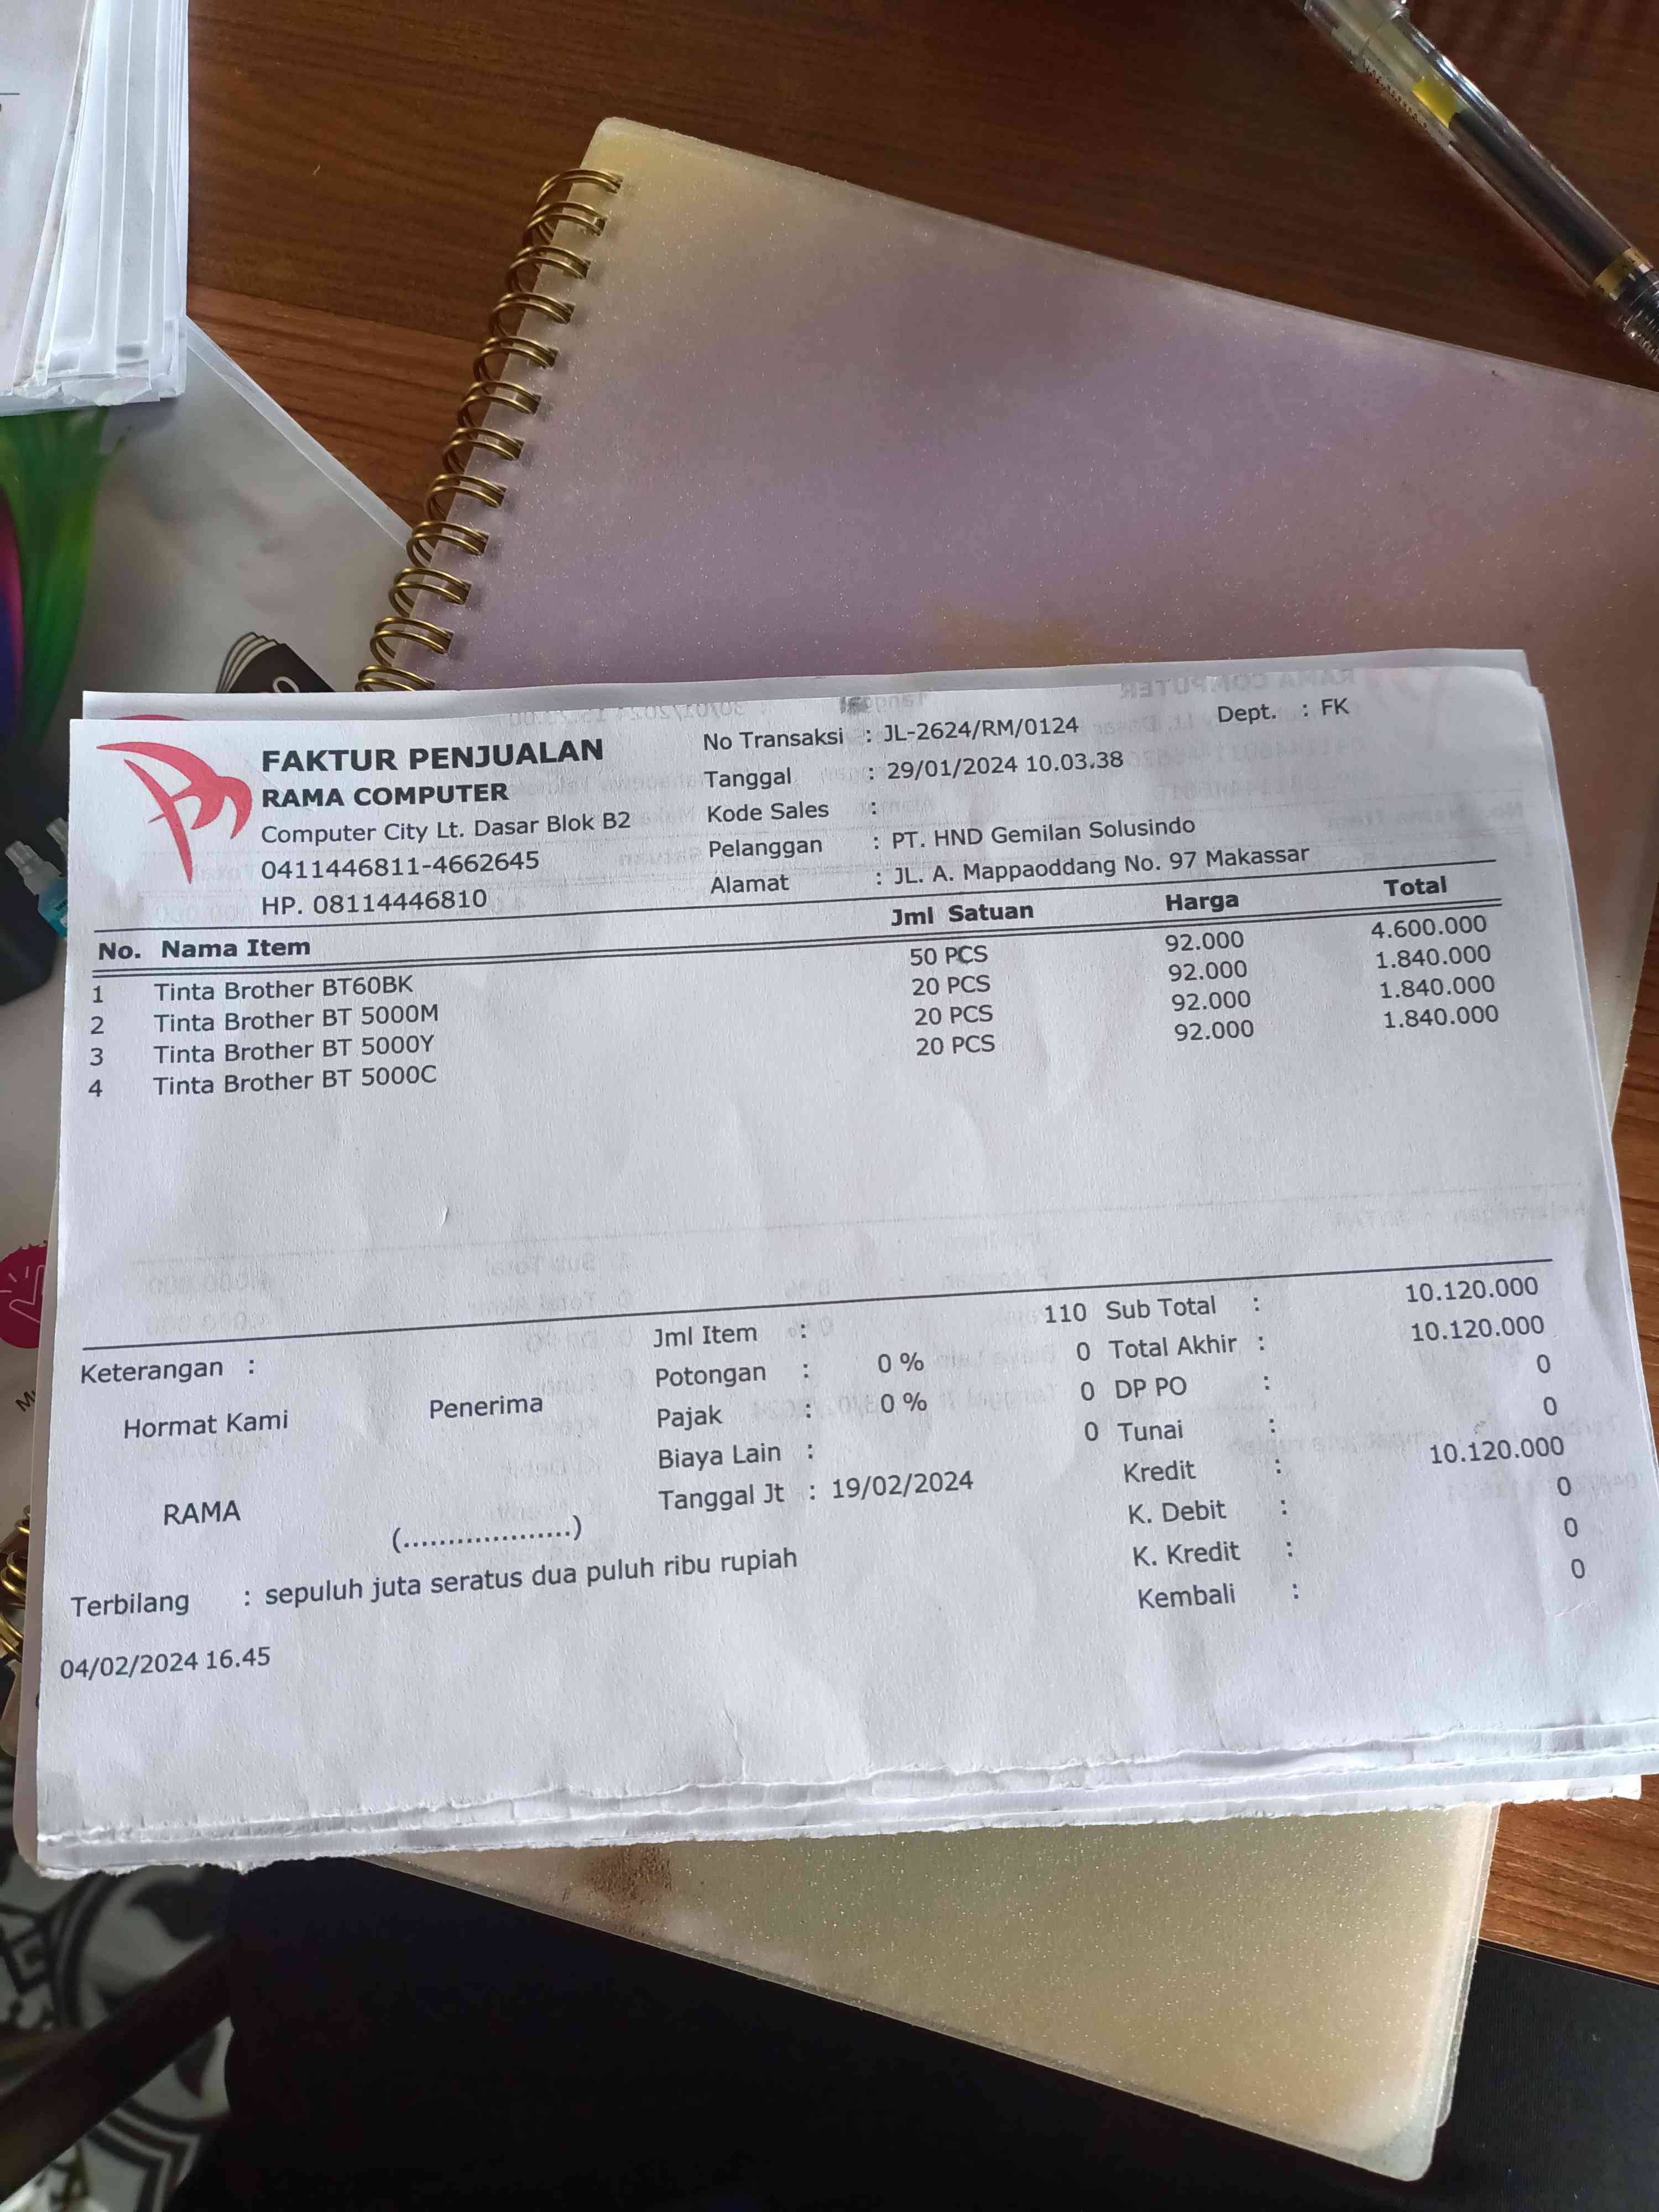 FAKTUR PENJUALAN
RAMA COMPUTER
Computer City Lt. Dasar Blok B2
0411446811-4662645
HP. 08114446810
No Transaksi : JL-2624/RM/0124
Dept. : FK
Tanggal : 29/01/2024 10.03.38
Kode Sales :
Pelanggan : PT. HND Gemilan Solusindo
Alamat : JL. A. Mappaoddang No. 97 Makassar
No. Nama Item Jml Satuan Harga Total
1 Tinta Brother BT60BK 50 PCS 92.000 4.600.000
2 Tinta Brother BT 5000M 20 PCS 92.000 1.840.000
3 Tinta Brother BT 5000Y 20 PCS 92.000 1.840.000
4 Tinta Brother BT 5000C 20 PCS 92.000 1.840.000
Keterangan :
Hormat Kami Penerima
RAMA (....................)
Jml Item : 110
Potongan : 0 % 0
Pajak : 0 % 0
Biaya Lain : 0
Tanggal Jt : 19/02/2024
Sub Total : 10.120.000
Total Akhir : 10.120.000
DP PO : 0
Tunai : 0
Kredit : 10.120.000
K. Debit : 0
K. Kredit : 0
Kembali : 0
Terbilang : sepuluh juta seratus dua puluh ribu rupiah
04/02/2024 16.45